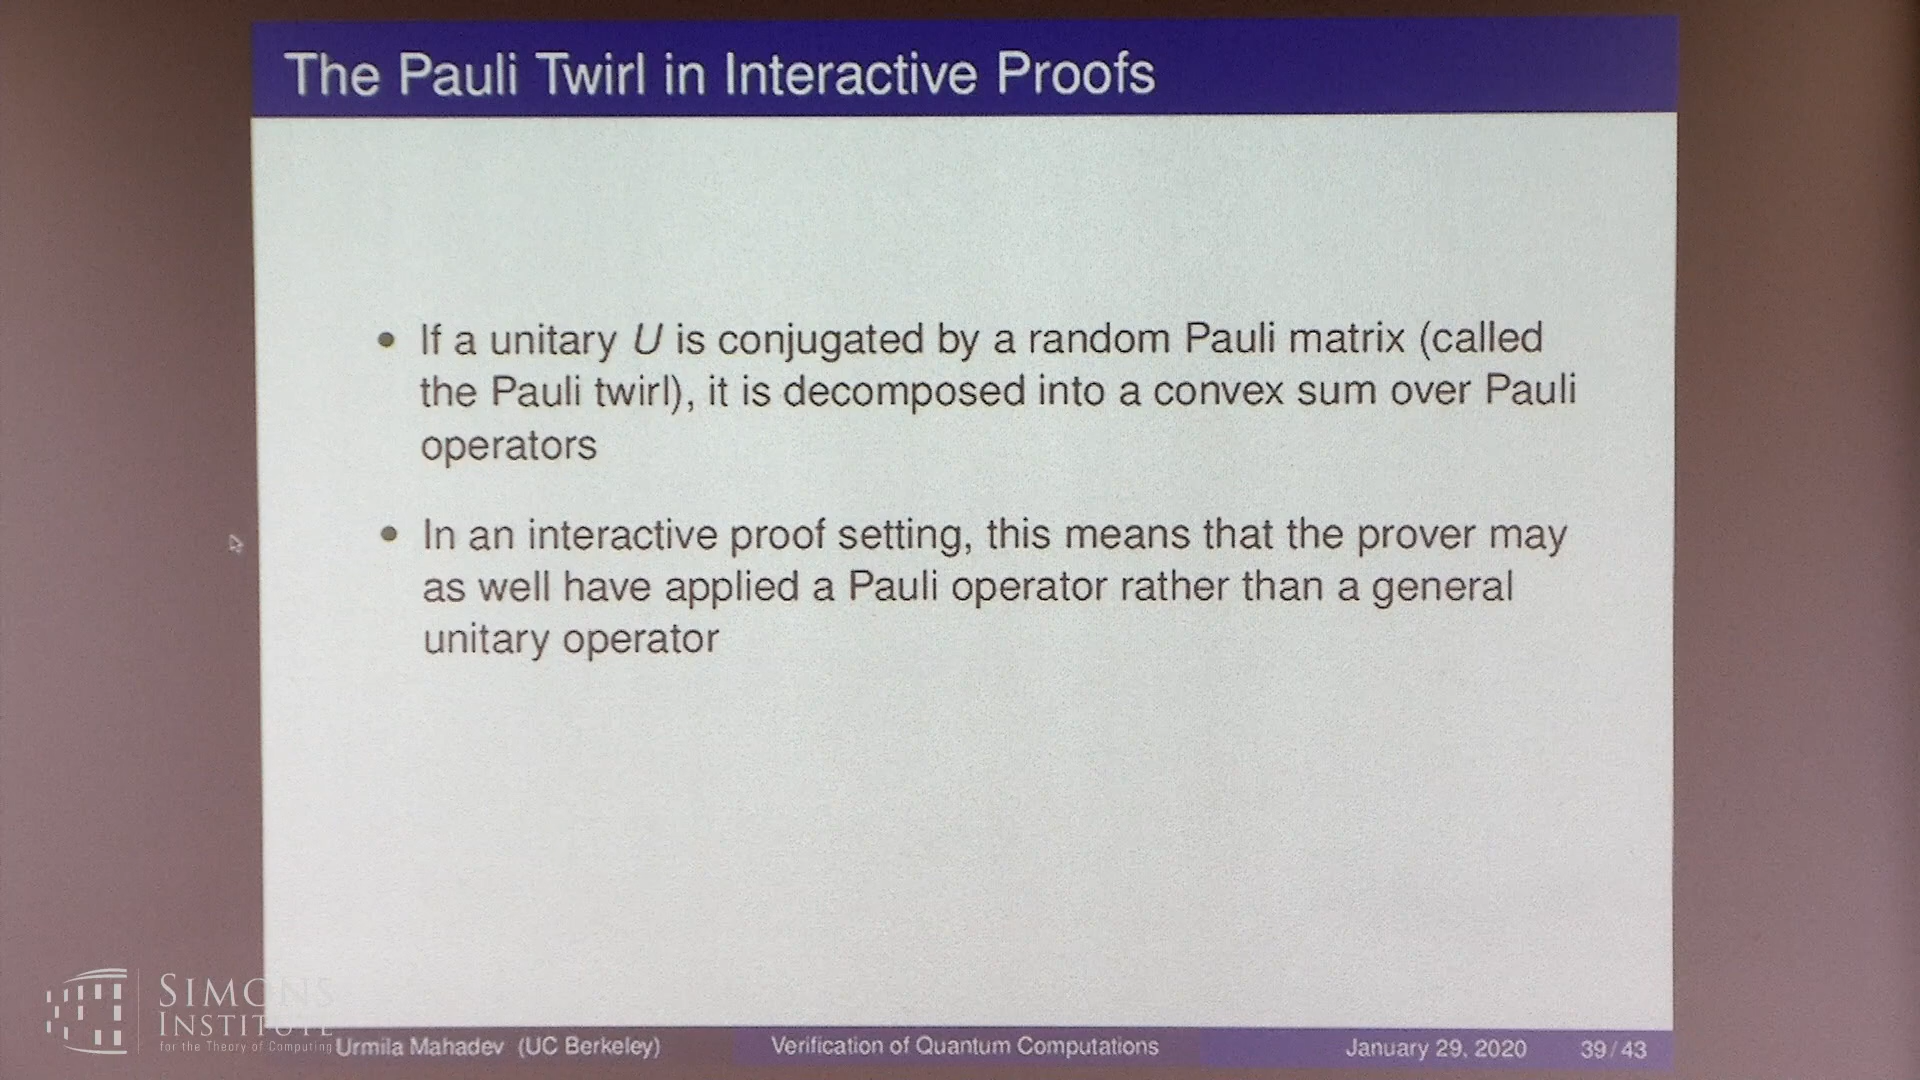 The Pauli Twirl in Interactive Proofs
• If a unitary U is conjugated by a random Pauli matrix (called
the Pauli twirl), it is decomposed into a convex sum over Pauli
operators
• In an interactive proof setting, this means that the prover may
as well have applied a Pauli operator rather than a general
unitary operator
SIMONS
INSTITUTE
for the Theory of Computing
Urmila Mahadev (UC Berkeley) Verification of Quantum Computations January 29, 2020 39 / 43